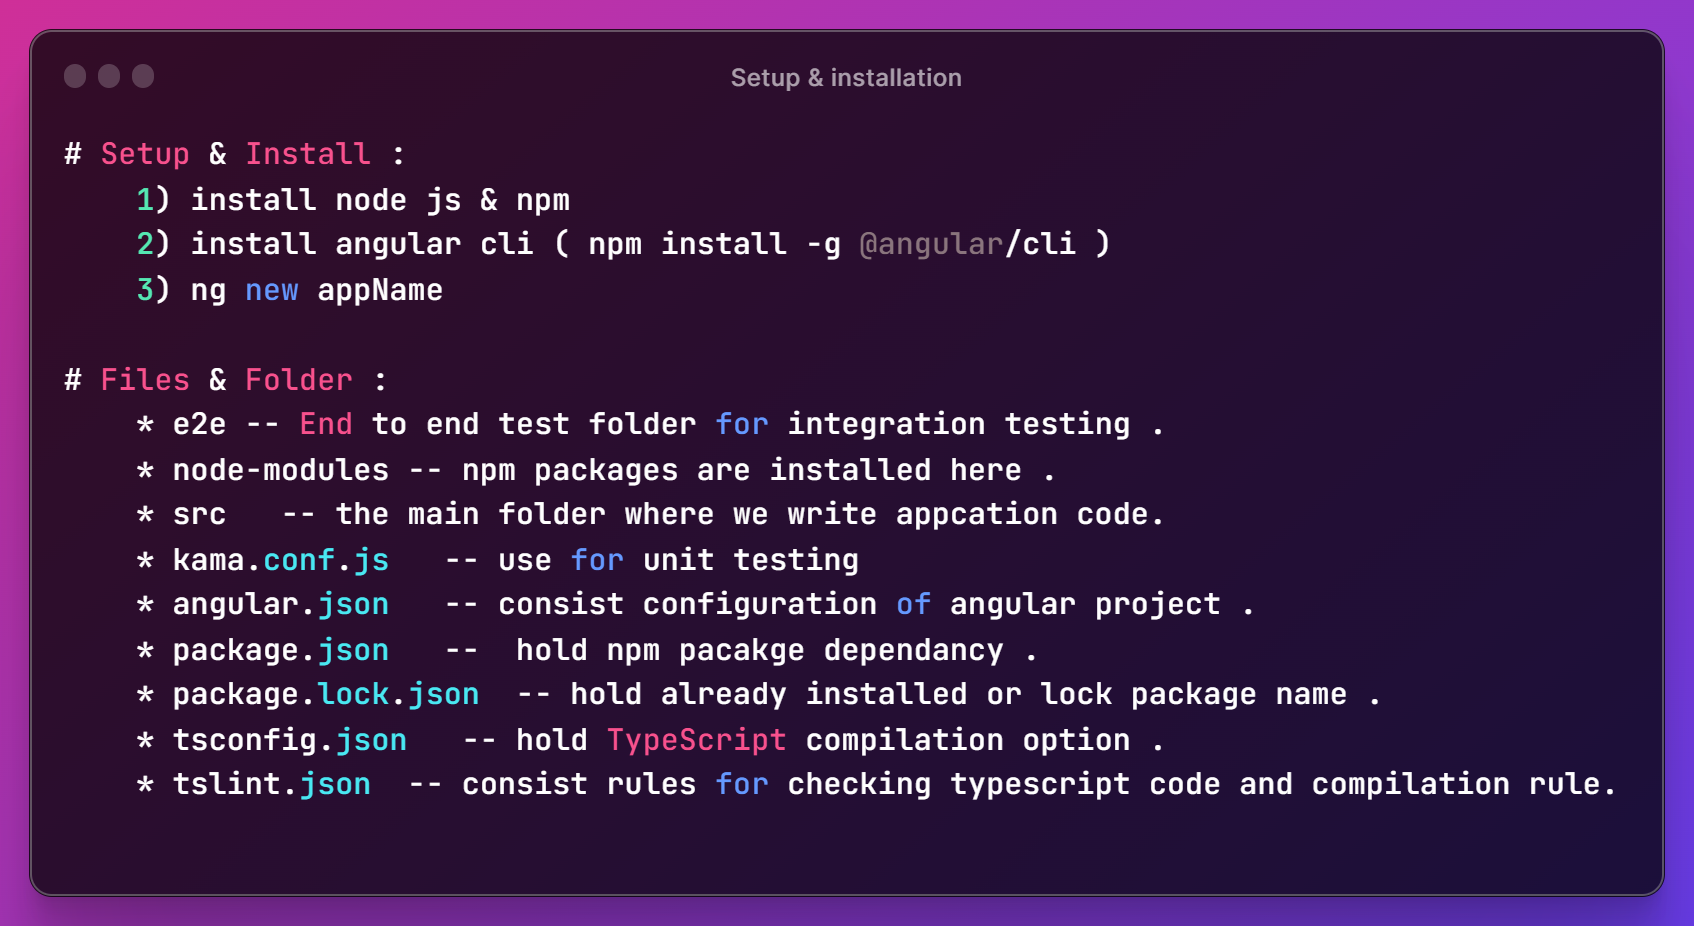 Setup & installation
# Setup & Install :
1) install node js & npm
2) install angular cli ( npm install -g @angular/cli )
3) ng new appName
# Files & Folder :
* e2e -- End to end test folder for integration testing .
* node-modules -- npm packages are installed here .
* src -- the main folder where we write appcation code.
* kama.conf.js -- use for unit testing
* angular.json -- consist configuration of angular project .
* package.json -- hold npm pacakge dependancy .
* package.lock.json -- hold already installed or lock package name .
* tsconfig.json -- hold TypeScript compilation option .
* tslint.json -- consist rules for checking typescript code and compilation rule.